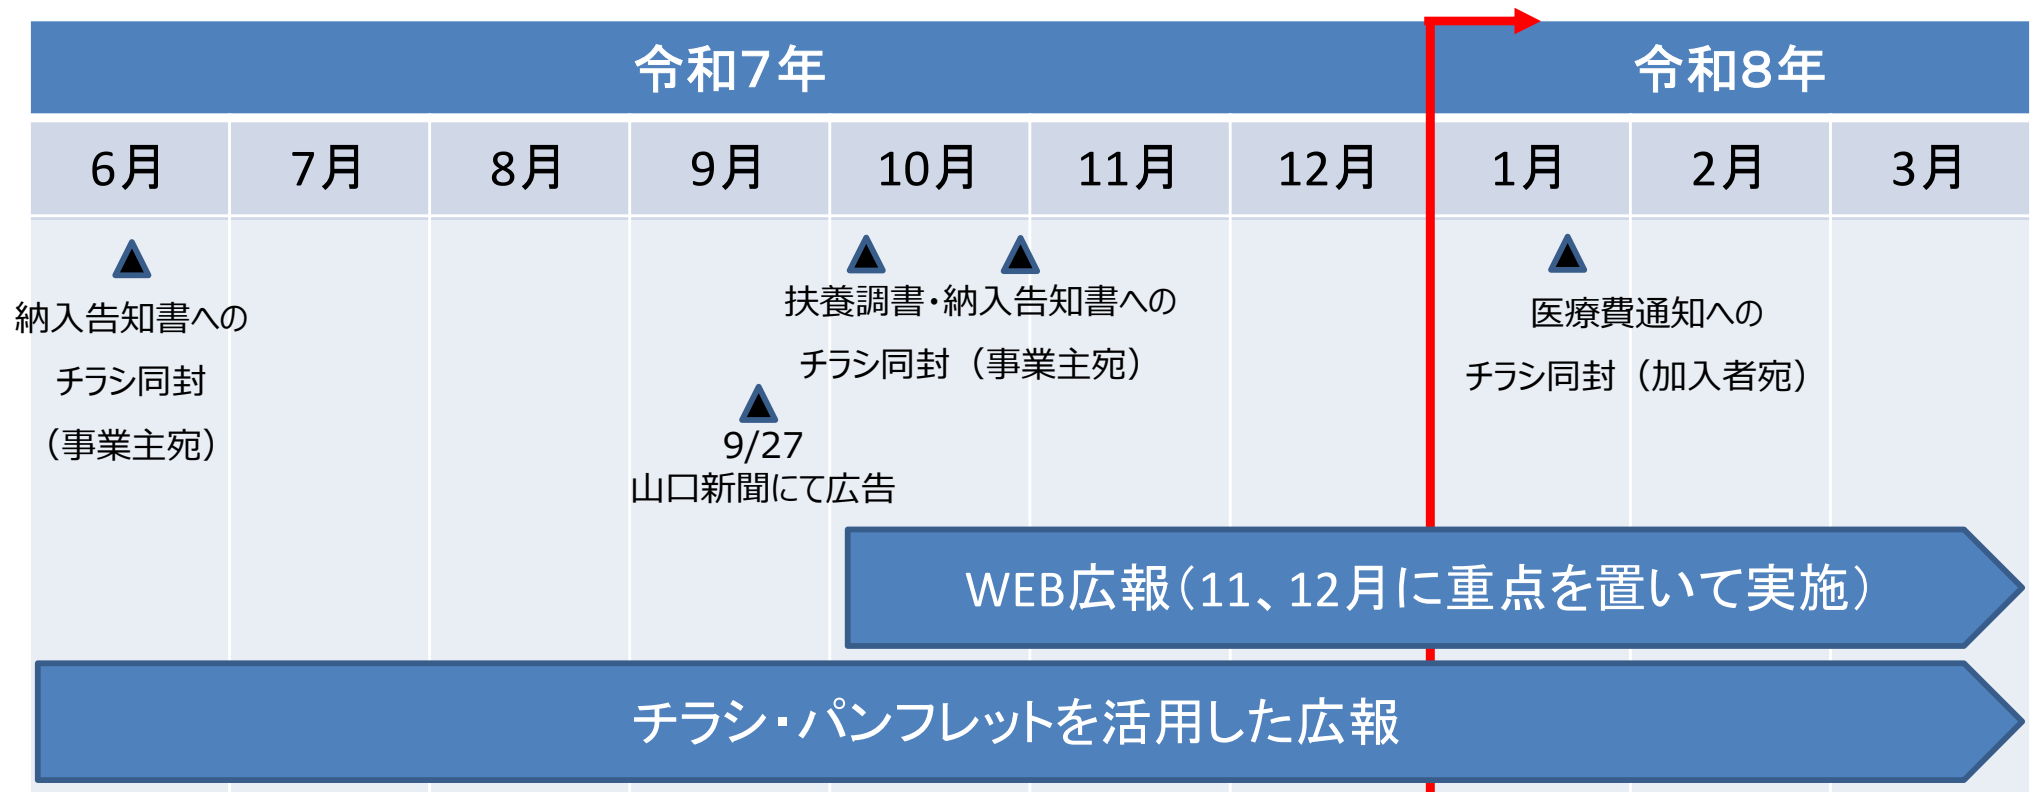 令和7年
令和8年
6月
7月
8月
9月
10月
11月
12月
1月
2月
3月
納入告知書への
チラシ同封
（事業主宛）
9/27
山口新聞にて広告
扶養調書・納入告知書への
チラシ同封（事業主宛）
医療費通知への
チラシ同封（加入者宛）
WEB広報（11、12月に重点を置いて実施）
チラシ・パンフレットを活用した広報